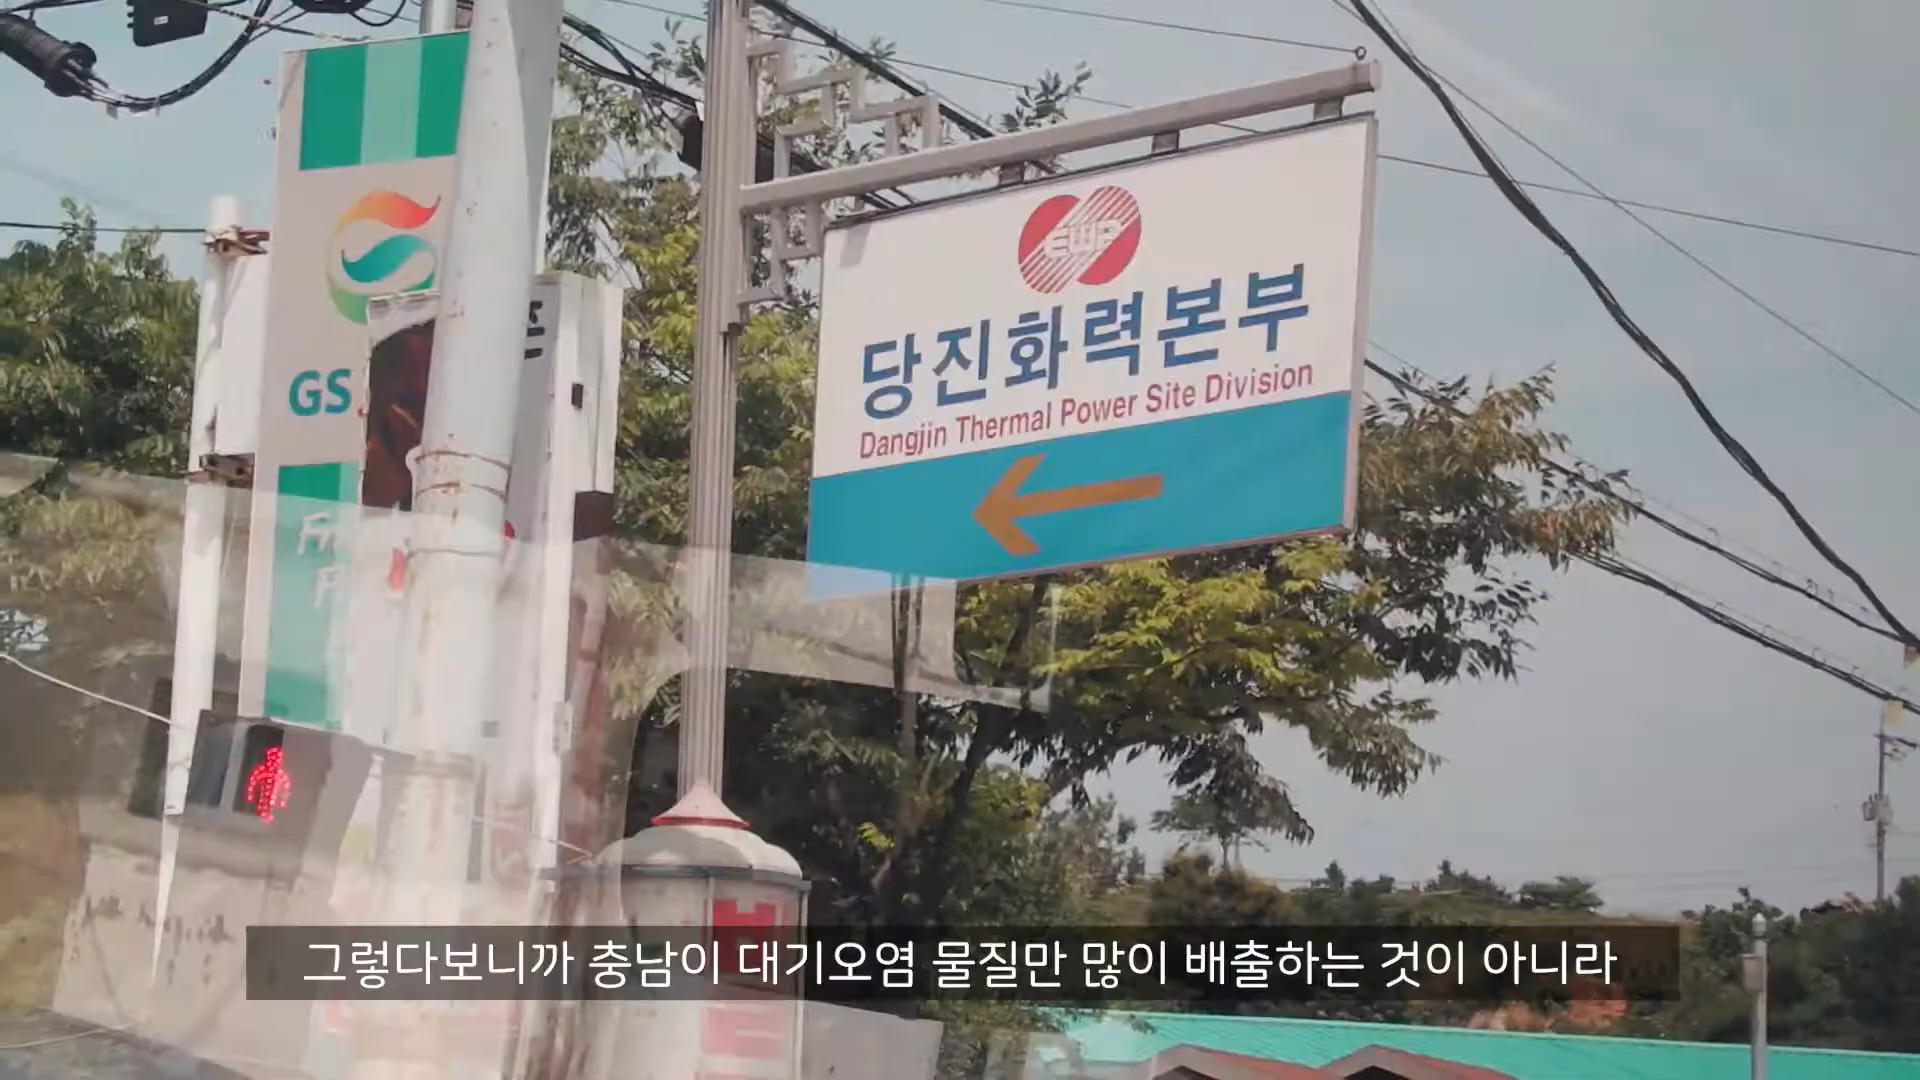 GS
EWP
당진화력본부
Dangjin Thermal Power Site Division
그렇다보니까 충남이 대기오염 물질만 많이 배출하는 것이 아니라